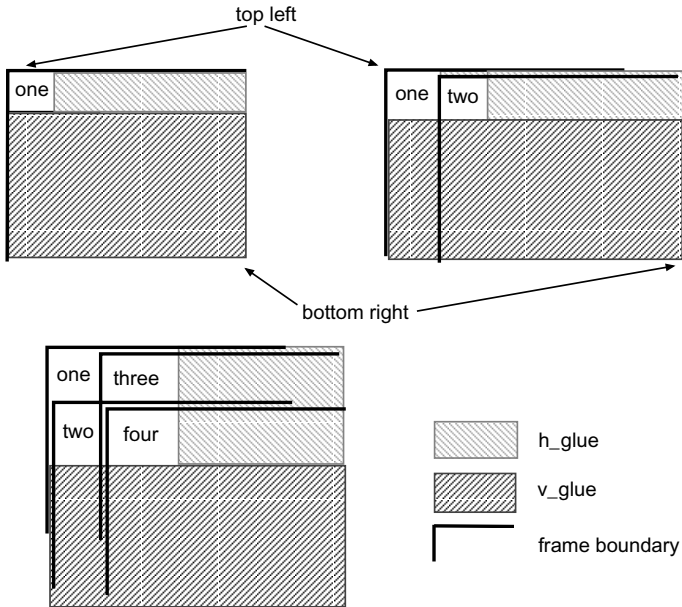 top left
one
one
two
bottom right
one
three
two
four
h_glue
v_glue
frame boundary